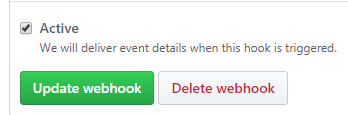 Active
We will deliver event details when this hook is triggered.
Update webhook Delete webhook